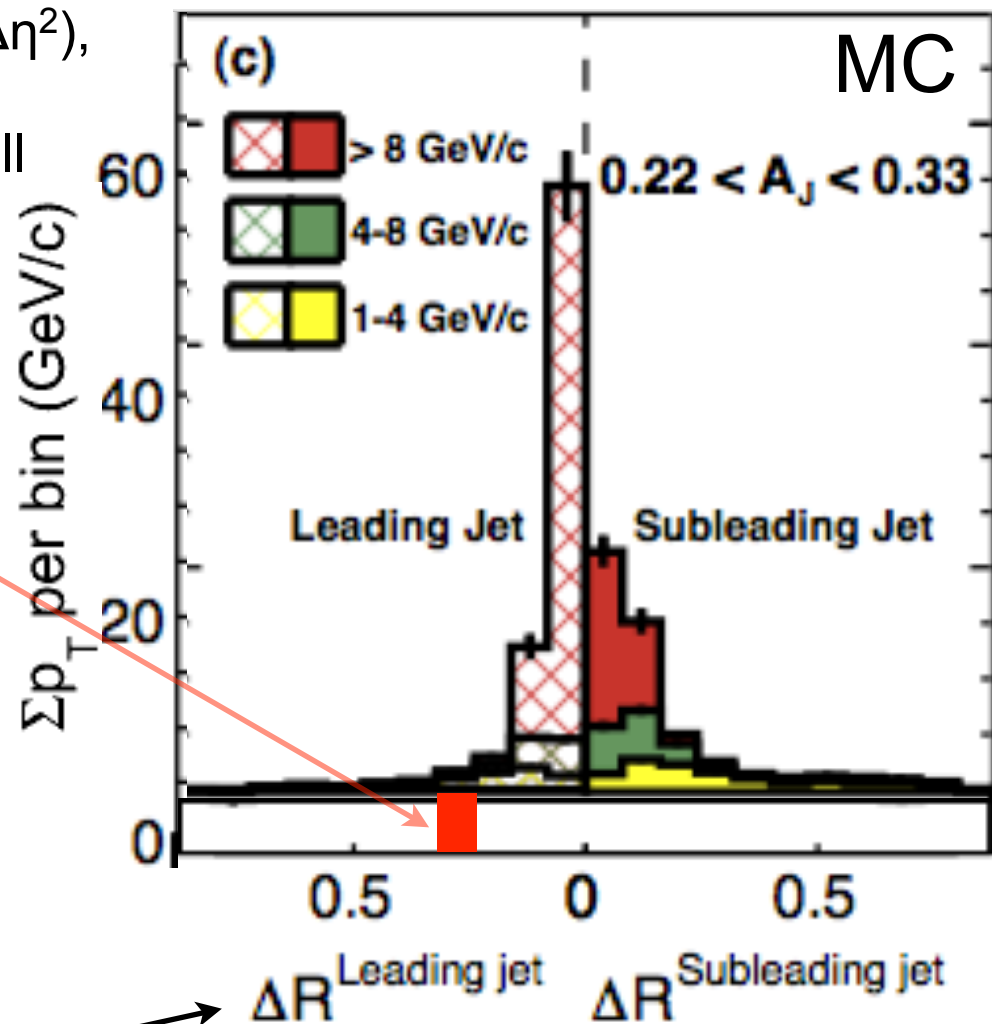 Δη²),
ll
(c)
MC
> 8 GeV/c
4-8 GeV/c
1-4 GeV/c
0.22 < A_J < 0.33
Leading Jet
Subleading Jet
Σp_T per bin (GeV/c)
60
40
20
0
0.5 0 0.5
ΔR^Leading jet ΔR^Subleading jet